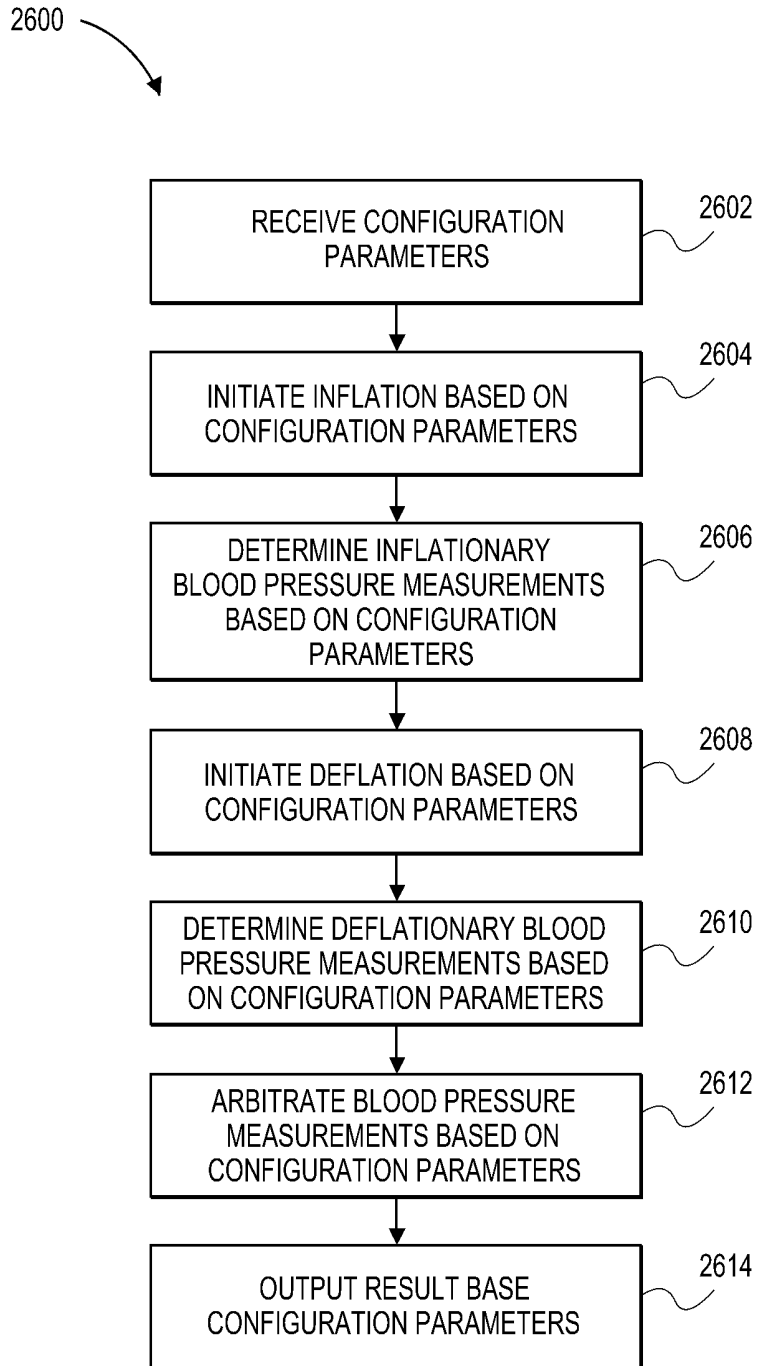 2600
RECEIVE CONFIGURATION
PARAMETERS
2602
INITIATE INFLATION BASED ON
CONFIGURATION PARAMETERS
2604
DETERMINE INFLATIONARY
BLOOD PRESSURE MEASUREMENTS
BASED ON CONFIGURATION
PARAMETERS
2606
INITIATE DEFLATION BASED ON
CONFIGURATION PARAMETERS
2608
DETERMINE DEFLATIONARY BLOOD
PRESSURE MEASUREMENTS BASED
ON CONFIGURATION PARAMETERS
2610
ARBITRATE BLOOD PRESSURE
MEASUREMENTS BASED ON
CONFIGURATION PARAMETERS
2612
OUTPUT RESULT BASE
CONFIGURATION PARAMETERS
2614